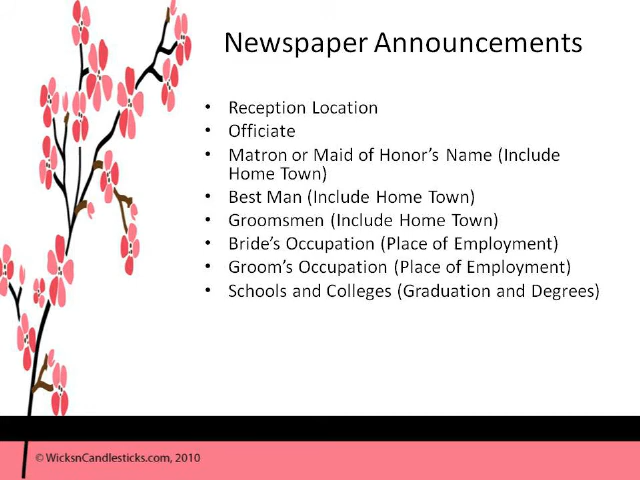 Newspaper Announcements
• Reception Location
• Officiate
• Matron or Maid of Honor's Name (Include
Home Town)
• Best Man (Include Home Town)
• Groomsmen (Include Home Town)
• Bride's Occupation (Place of Employment)
• Groom's Occupation (Place of Employment)
• Schools and Colleges (Graduation and Degrees)
© WicksnCandlesticks.com, 2010